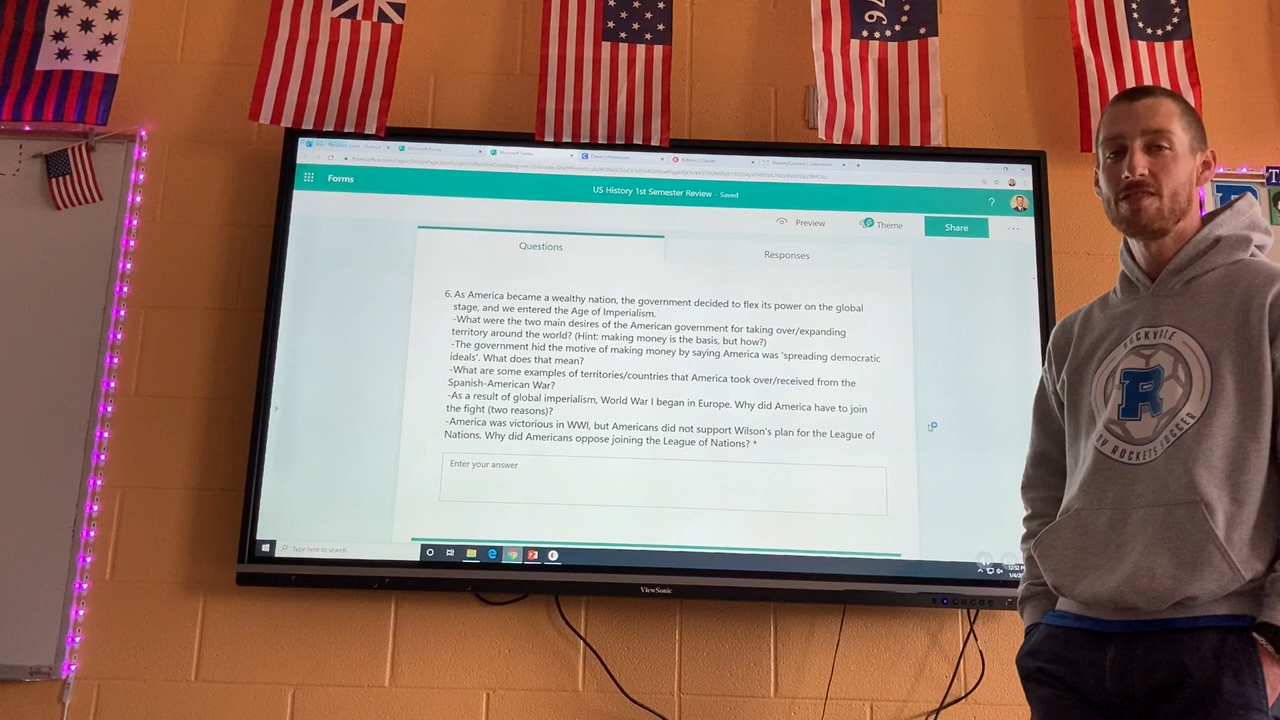 76
Forms
US History 1st Semester Review - Saved
?
Preview
Theme
Share
...
Questions
Responses
6. As America became a wealthy nation, the government decided to flex its power on the global
stage, and we entered the Age of Imperialism.
-What were the two main desires of the American government for taking over/expanding
territory around the world? (Hint: making money is the basis, but how?)
-The government hid the motive of making money by saying America was 'spreading democratic
ideals'. What does that mean?
-What are some examples of territories/countries that America took over/received from the
Spanish-American War?
-As a result of global imperialism, World War I began in Europe. Why did America have to join
the fight (two reasons)?
-America was victorious in WWI, but Americans did not support Wilson's plan for the League of
Nations. Why did Americans oppose joining the League of Nations? *
Enter your answer
Type here to search
ViewSonic
ROCKVILE
R
ROCKETS SOCCER